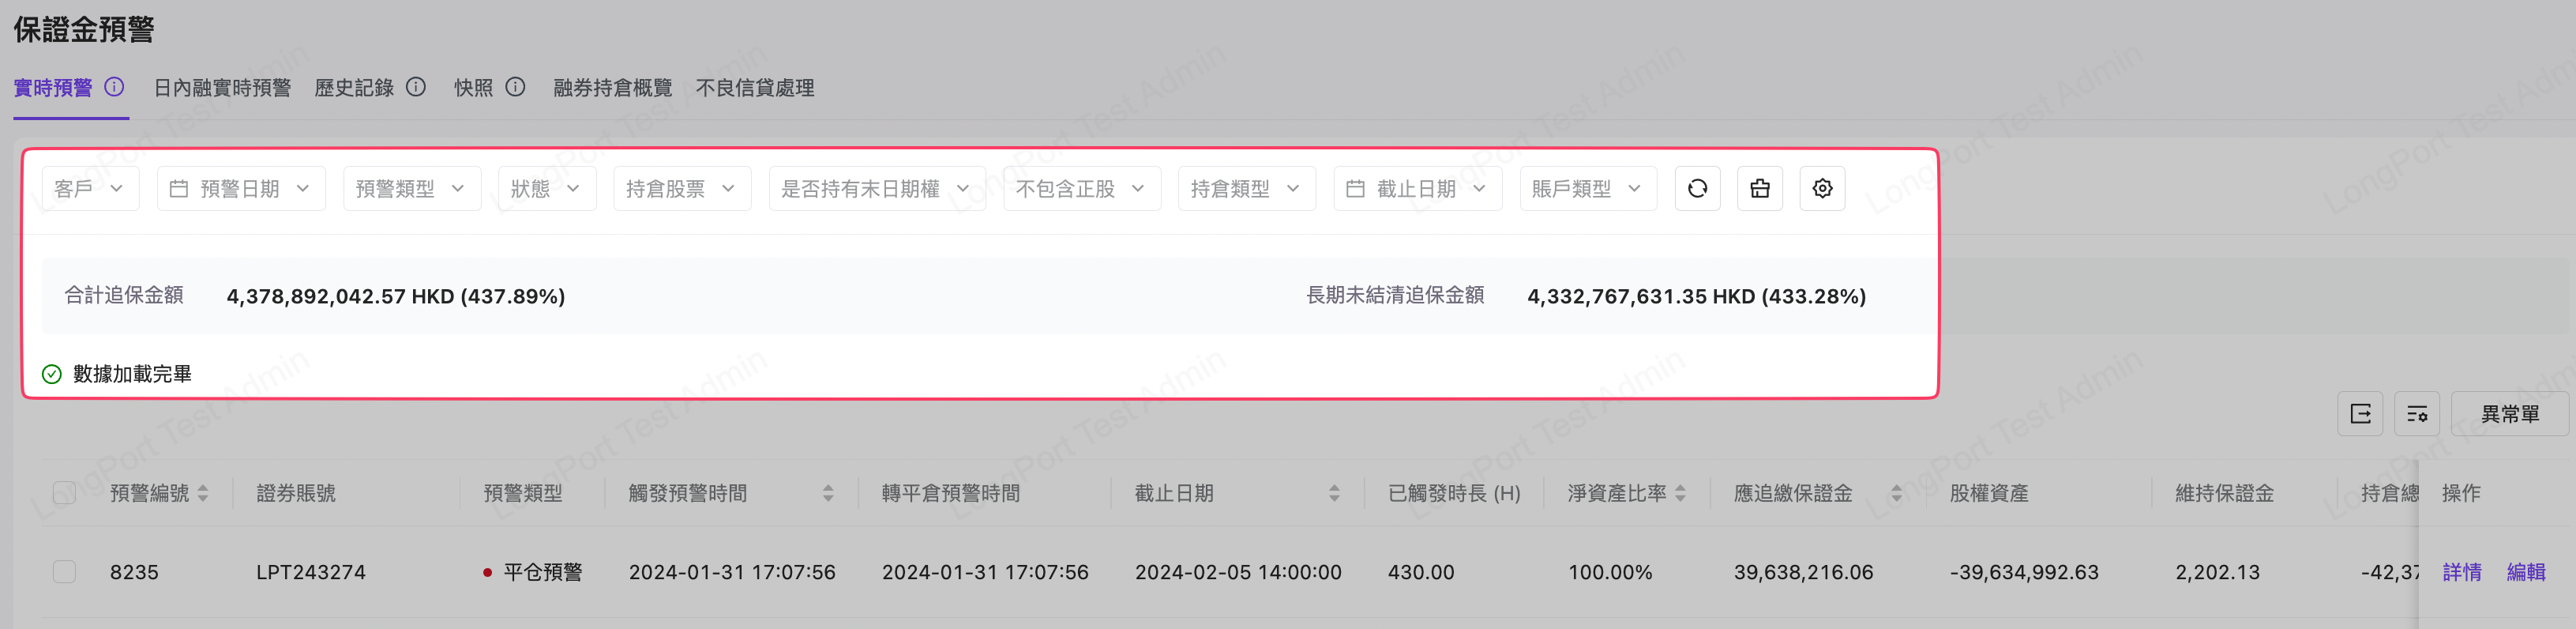 保證金預警
實時預警 日內融實時預警 歷史記錄 快照 融券持倉概覽 不良信貸處理
客戶 預警日期 預警類型 狀態 持倉股票 是否持有末日期權 不包含正股 持倉類型 截止日期 賬戶類型
合計追保金額 4,378,892,042.57 HKD (437.89%) 長期未結清追保金額 4,332,767,631.35 HKD (433.28%)
數據加載完畢
異常單
預警編號 證券賬號 預警類型 觸發預警時間 轉平倉預警時間 截止日期 已觸發時長 (H) 淨資產比率 應追繳保證金 股權資產 維持保證金 持倉總 操作
8235 LPT243274 平仓預警 2024-01-31 17:07:56 2024-01-31 17:07:56 2024-02-05 14:00:00 430.00 100.00% 39,638,216.06 -39,634,992.63 2,202.13 -42,37 詳情 編輯
LongPort Test Admin